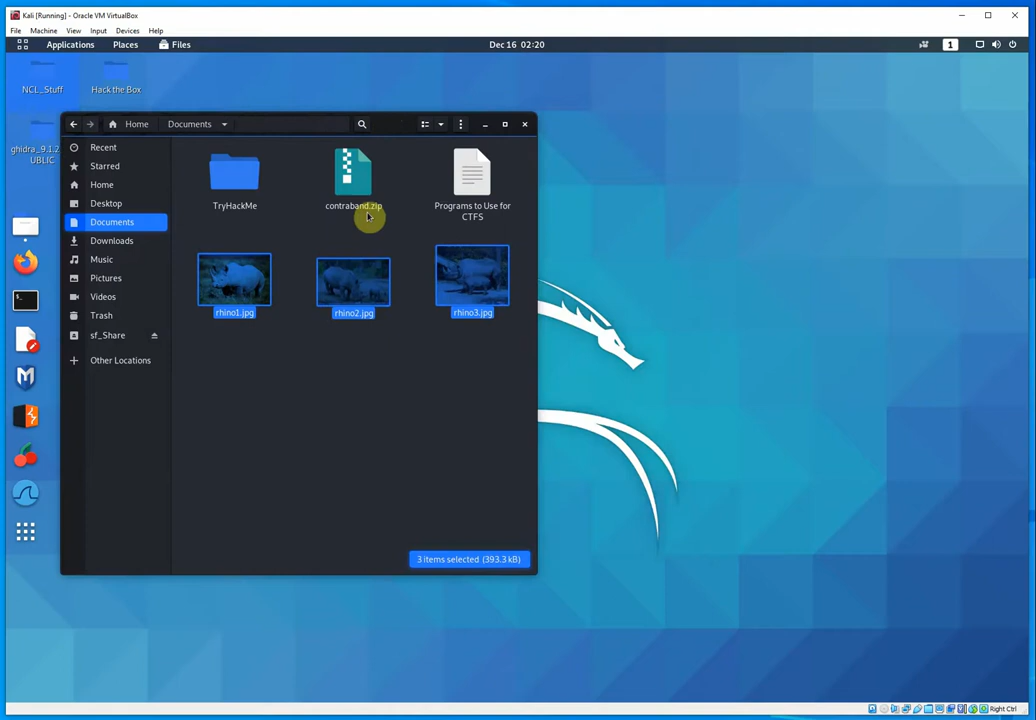 Kali [Running] - Oracle VM VirtualBox
File Machine View Input Devices Help
Applications Places Files Dec 16 02:20 1
NCL_Stuff
Hack the Box
ghidra_9.1.2
UBLIC
Home Documents
Recent
Starred
Home
Desktop
Documents
Downloads
Music
Pictures
Videos
Trash
sf_Share
Other Locations
TryHackMe
contraband.zip
Programs to Use for
CTFS
rhino1.jpg
rhino2.jpg
rhino3.jpg
3 items selected (393.3 kB)
Right Ctrl